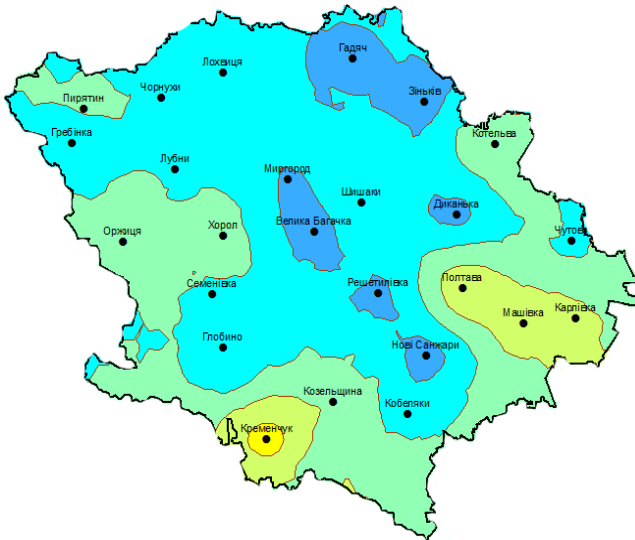 Гадяч
Лохвиця
Чорнухи
Зіньків
Пирятин
Гребінка
Котельва
Лубни
Миргород
Шишаки
Диканька
Велика Багачка
Хорол
Оржиця
Чутове
Полтава
Решетилівка
Семенівка
Карлівка
Машівка
Глобино
Нові Санжари
Козельщина
Кобеляки
Кременчук